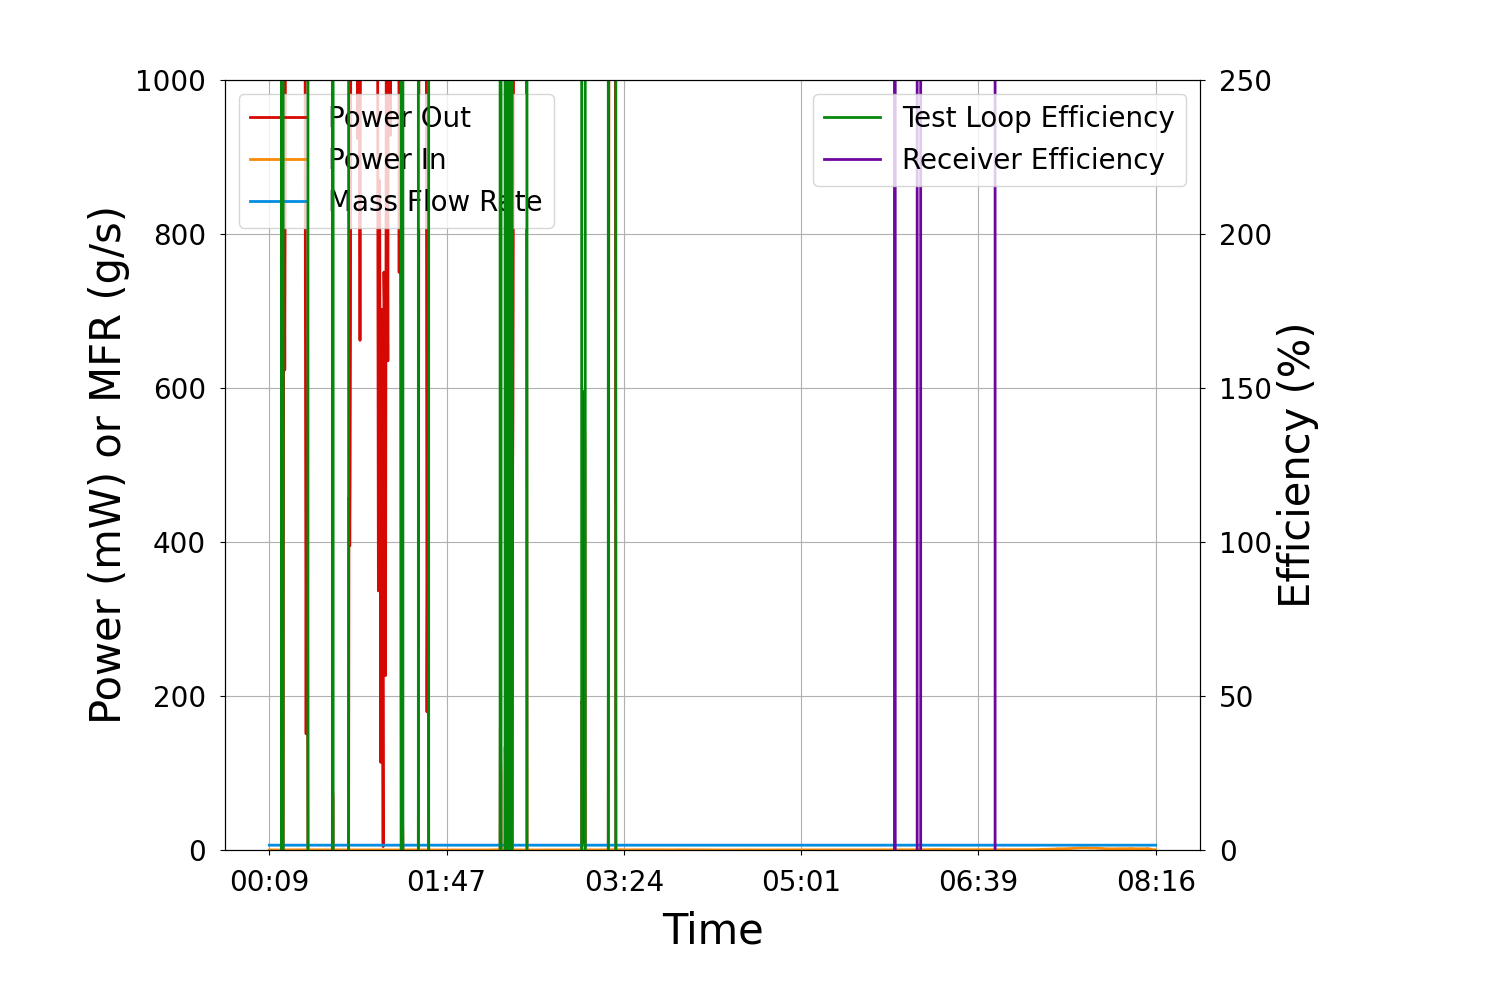 1000
800
600
400
200
0
Power (mW) or MFR (g/s)
Power Out
Power In
Mass Flow Rate
Test Loop Efficiency
Receiver Efficiency
250
200
150
100
50
0
Efficiency (%)
00:09 01:47 03:24 05:01 06:39 08:16
Time